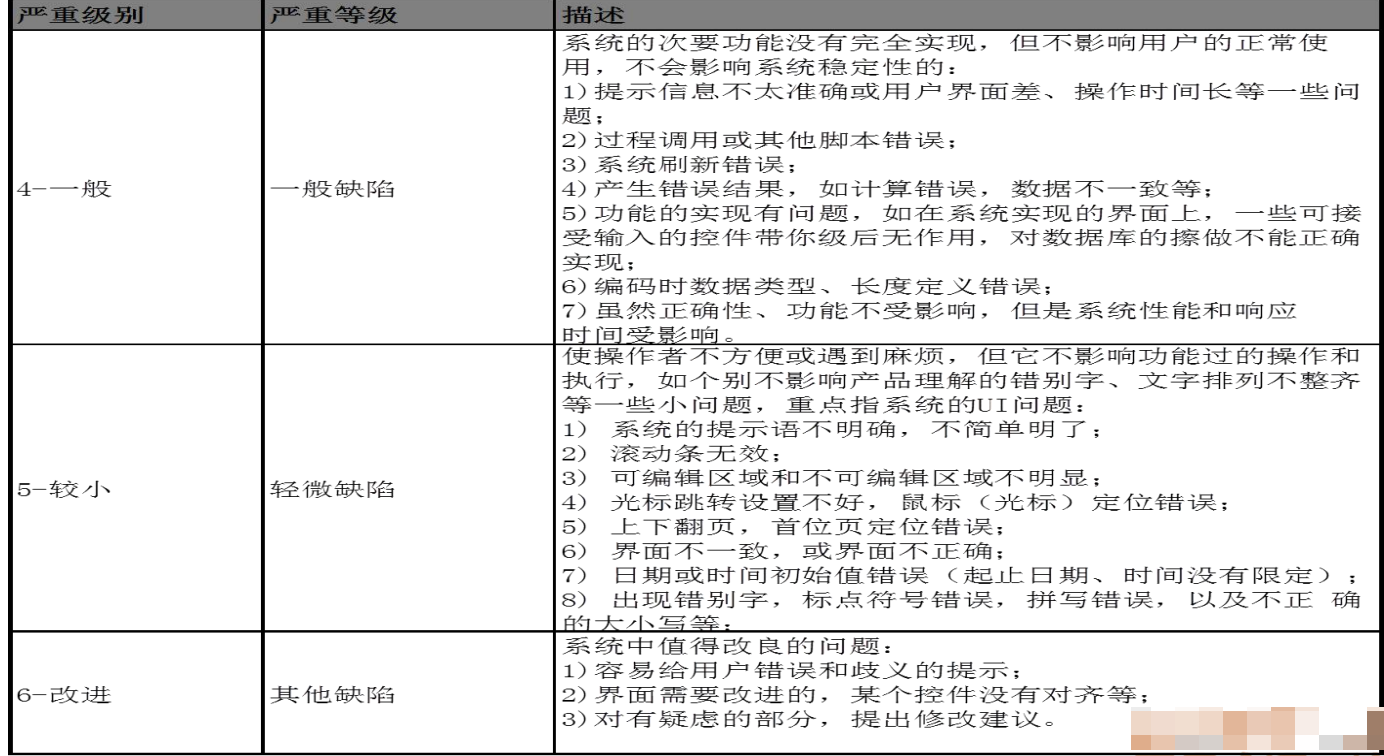 严重级别 严重等级 描述
系统的次要功能没有完全实现，但不影响用户的正常使
用，不会影响系统稳定性的：
1)提示信息不太准确或用户界面差、操作时间长等一些问
题；
2)过程调用或其他脚本错误；
3)系统刷新错误；
4-一般 一般缺陷 4)产生错误结果，如计算错误，数据不一致等；
5)功能的实现有问题，如在系统实现的界面上，一些可接
受输入的控件带你级后无作用，对数据库的擦做不能正确
实现；
6)编码时数据类型、长度定义错误；
7)虽然正确性、功能不受影响，但是系统性能和响应
时间受影响。
使操作者不方便或遇到麻烦，但它不影响功能过的操作和
执行，如个别不影响产品理解的错别字、文字排列不整齐
等一些小问题，重点指系统的UI问题：
1) 系统的提示语不明确，不简单明了；
2) 滚动条无效；
3) 可编辑区域和不可编辑区域不明显；
5-较小 轻微缺陷
4) 光标跳转设置不好，鼠标（光标）定位错误；
5) 上下翻页，首位页定位错误；
6) 界面不一致，或界面不正确；
7) 日期或时间初始值错误（起止日期、时间没有限定）；
8) 出现错别字，标点符号错误，拼写错误，以及不正 确
的大小写等；
系统中值得改良的问题：
1)容易给用户错误和歧义的提示；
6-改进 其他缺陷 2)界面需要改进的，某个控件没有对齐等；
3)对有疑虑的部分，提出修改建议。